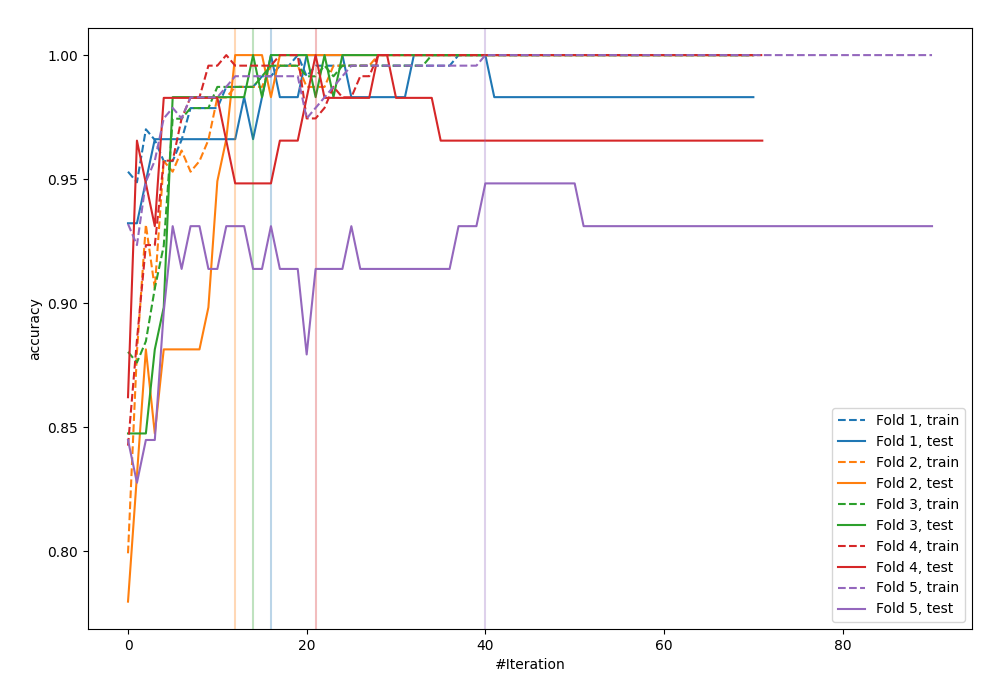 1.00
0.95
0.90
0.85
0.80
accuracy
0
20
40
60
80
#Iteration
Fold 1, train
Fold 1, test
Fold 2, train
Fold 2, test
Fold 3, train
Fold 3, test
Fold 4, train
Fold 4, test
Fold 5, train
Fold 5, test